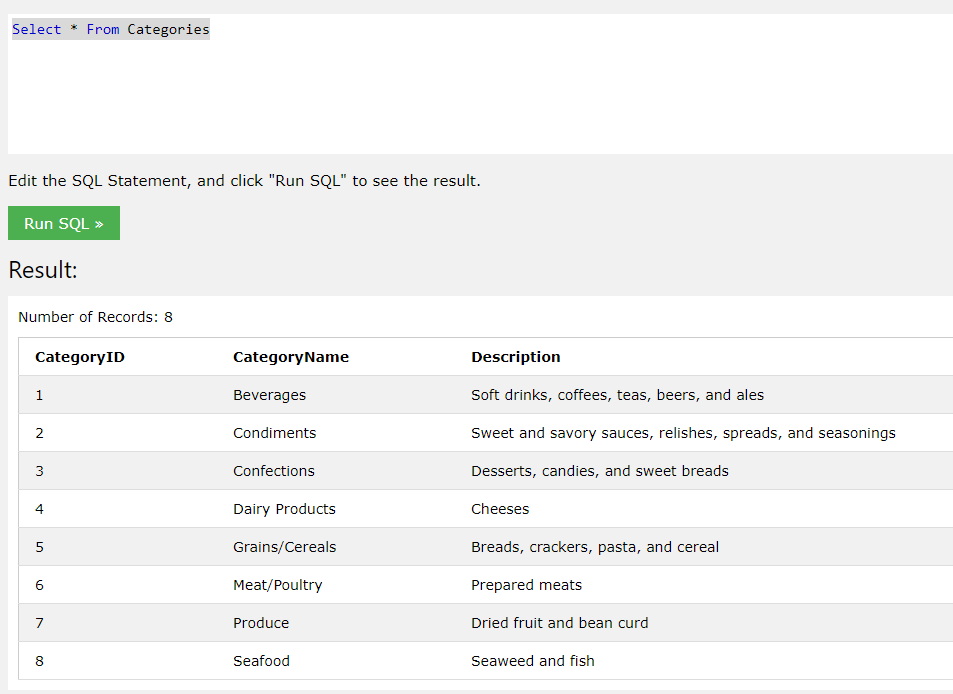 Select * From Categories
Edit the SQL Statement, and click "Run SQL" to see the result.
Run SQL »
Result:
Number of Records: 8
CategoryID CategoryName Description
1 Beverages Soft drinks, coffees, teas, beers, and ales
2 Condiments Sweet and savory sauces, relishes, spreads, and seasonings
3 Confections Desserts, candies, and sweet breads
4 Dairy Products Cheeses
5 Grains/Cereals Breads, crackers, pasta, and cereal
6 Meat/Poultry Prepared meats
7 Produce Dried fruit and bean curd
8 Seafood Seaweed and fish